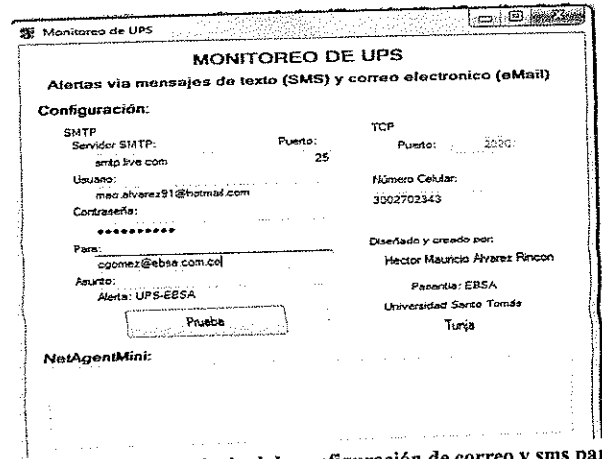 Monitoreo de UPS
MONITOREO DE UPS
Alertas via mensajes de texto (SMS) y correo electronico (eMail)
Configuración:
SMTP
Servidor SMTP:
Puerto:
smtp.live.com
25
Usuario:
mao.alvarez91@hotmail.com
Contraseña:
**********
Para:
cgomez@ebsa.com.co
Asunto:
Alerta: UPS-EBSA
Prueba
TCP
Puerto:
2020
Número Celular:
3002702343
Diseñado y creado por:
Hector Mauricio Alvarez Rincon
Pasantia: EBSA
Universidad Santo Tomás
Tunja
NetAgentMini:
configuración de correo y sms